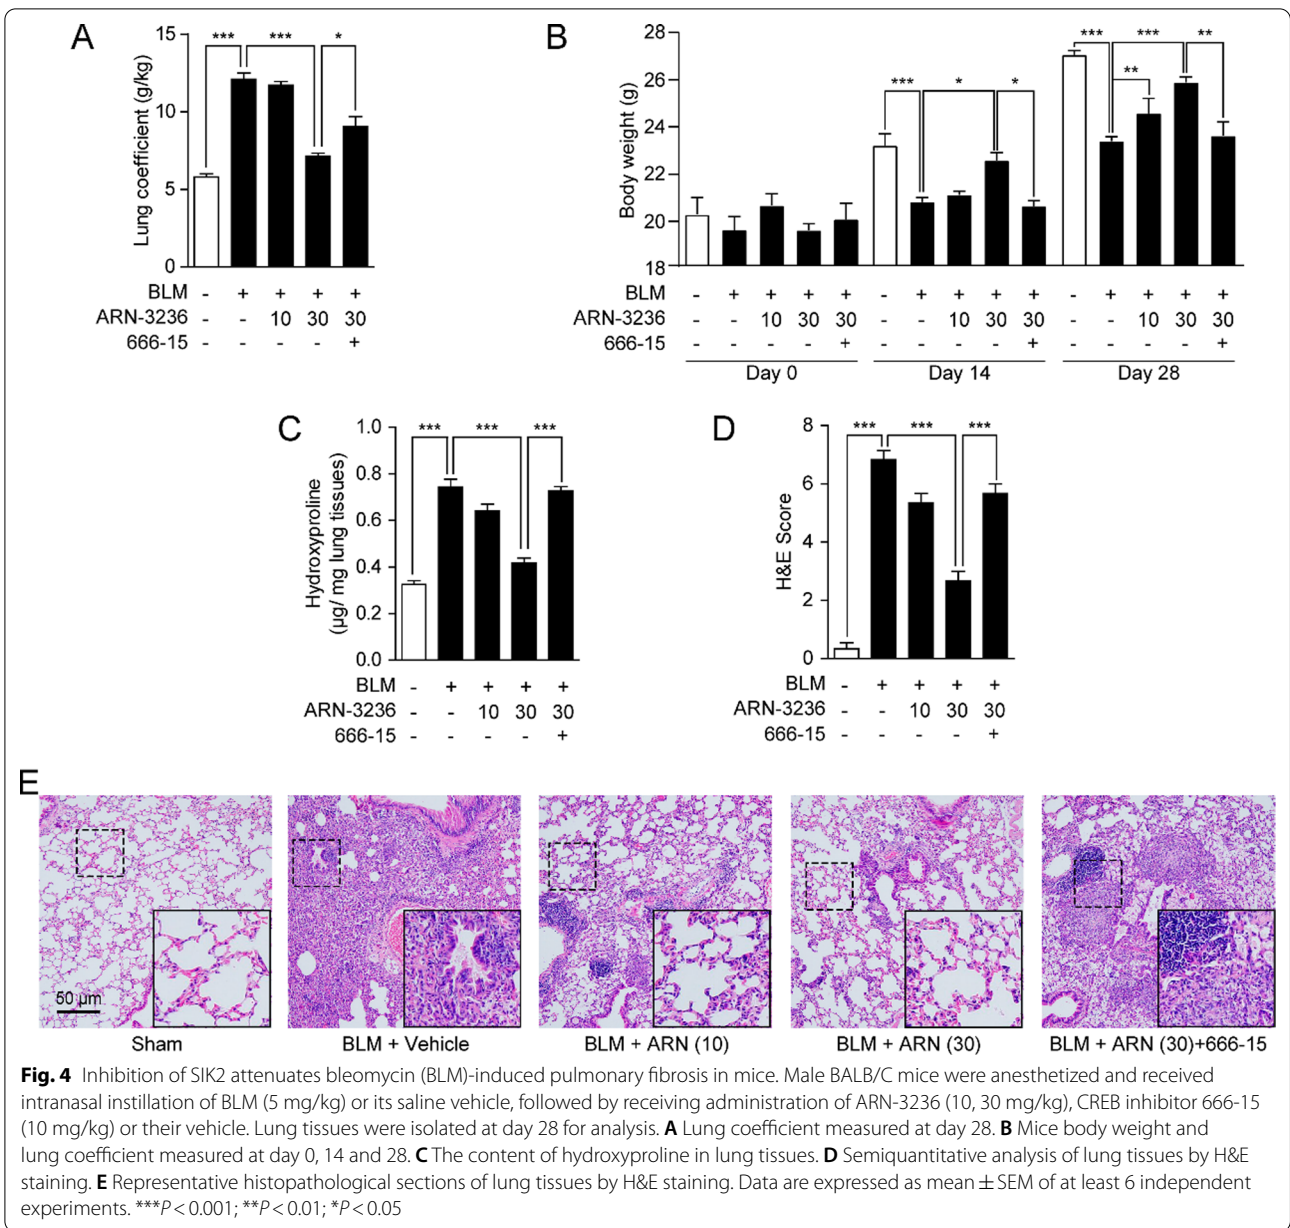 A
Lung coefficient (g/kg)
15
10
5
0
*** *** *
BLM - + + + +
ARN-3236 - - 10 30 30
666-15 - - - - +
B
Body weight (g)
28
26
24
22
20
18
*** * *
*** *** **
**
BLM - + + + + - + + + + - + + + +
ARN-3236 - - 10 30 30 - - 10 30 30 - - 10 30 30
666-15 - - - - + - - - - + - - - - +
Day 0 Day 14 Day 28
C
Hydroxyproline
(µg/ mg lung tissues)
1.0
0.8
0.6
0.4
0.2
0.0
*** *** ***
BLM - + + + +
ARN-3236 - - 10 30 30
666-15 - - - - +
D
H&E Score
8
6
4
2
0
*** *** ***
BLM - + + + +
ARN-3236 - - 10 30 30
666-15 - - - - +
E
50 µm
Sham BLM + Vehicle BLM + ARN (10) BLM + ARN (30) BLM + ARN (30)+666-15
Fig. 4 Inhibition of SIK2 attenuates bleomycin (BLM)-induced pulmonary fibrosis in mice. Male BALB/C mice were anesthetized and received
intranasal instillation of BLM (5 mg/kg) or its saline vehicle, followed by receiving administration of ARN-3236 (10, 30 mg/kg), CREB inhibitor 666-15
(10 mg/kg) or their vehicle. Lung tissues were isolated at day 28 for analysis. A Lung coefficient measured at day 28. B Mice body weight and
lung coefficient measured at day 0, 14 and 28. C The content of hydroxyproline in lung tissues. D Semiquantitative analysis of lung tissues by H&E
staining. E Representative histopathological sections of lung tissues by H&E staining. Data are expressed as mean ± SEM of at least 6 independent
experiments. ***P < 0.001; **P < 0.01; *P < 0.05